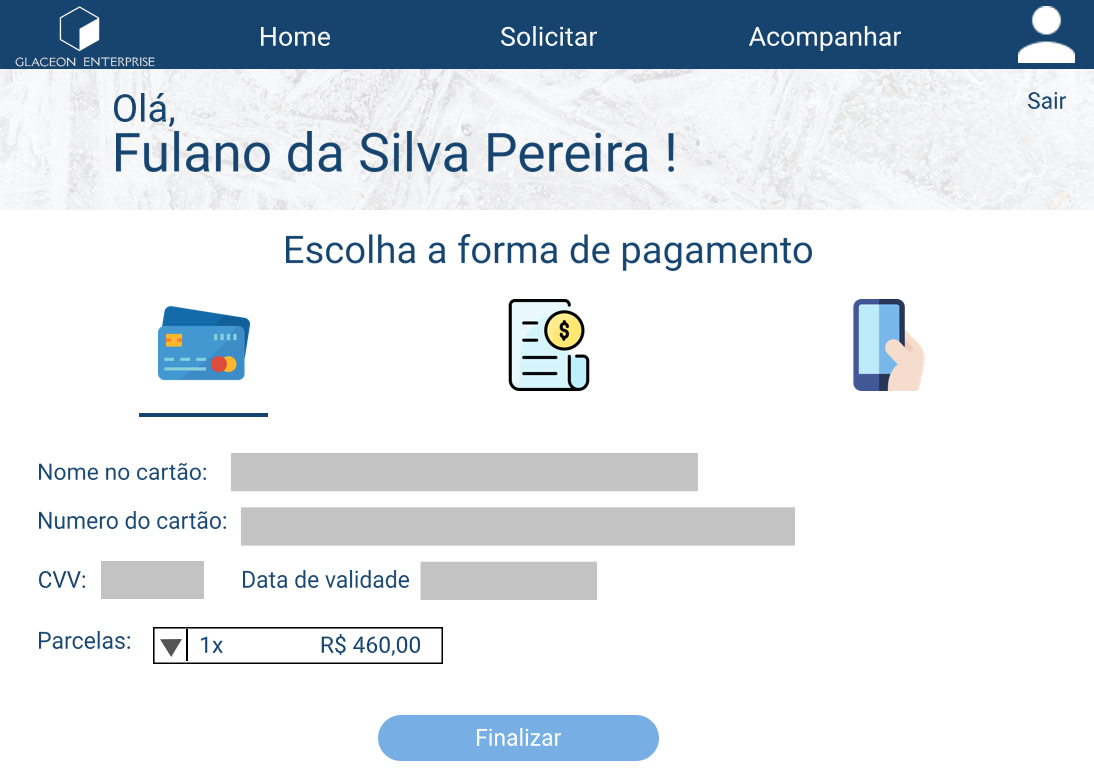 GLACEON ENTERPRISE
Home
Solicitar
Acompanhar
Sair
Olá,
Fulano da Silva Pereira !
Escolha a forma de pagamento
$
Nome no cartão:
Numero do cartão:
CVV:
Data de validade
Parcelas:
1x R$ 460,00
Finalizar